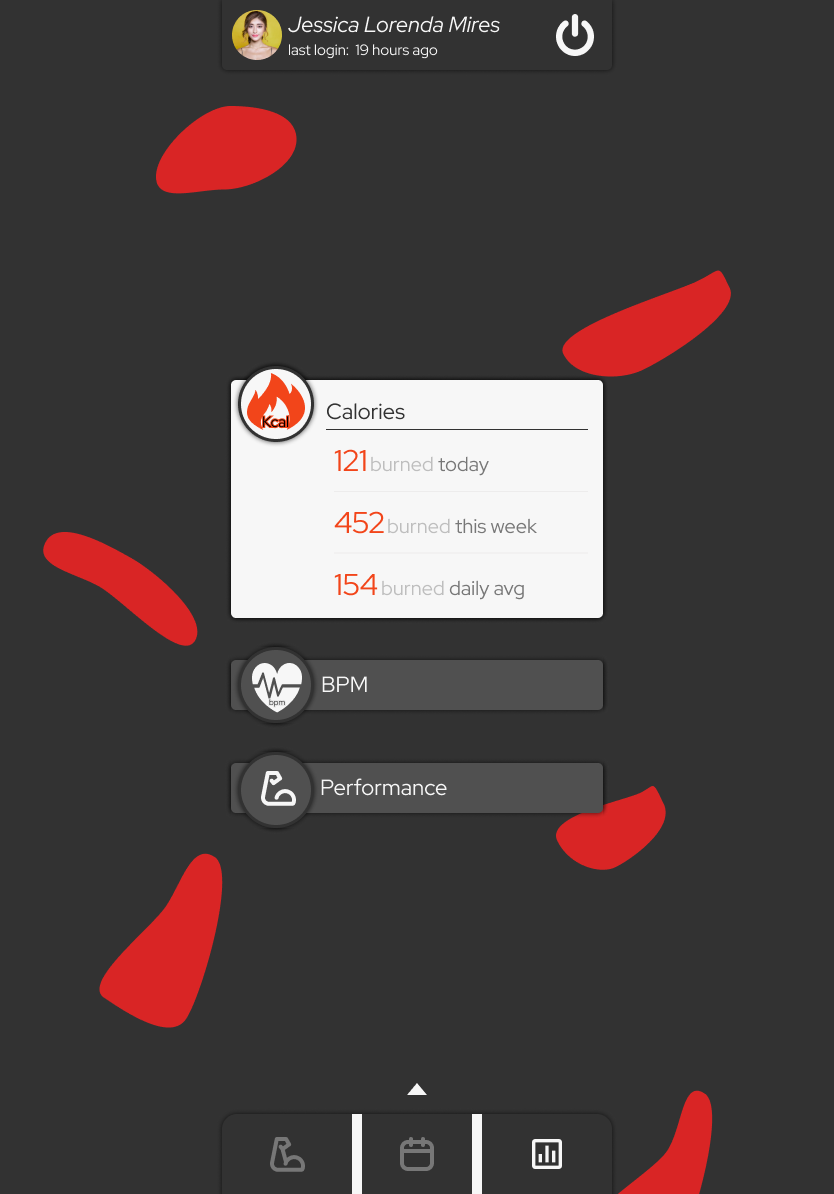 Jessica Lorenda Mires
last login: 19 hours ago
Kcal
Calories
121 burned today
452 burned this week
154 burned daily avg
bpm
BPM
Performance